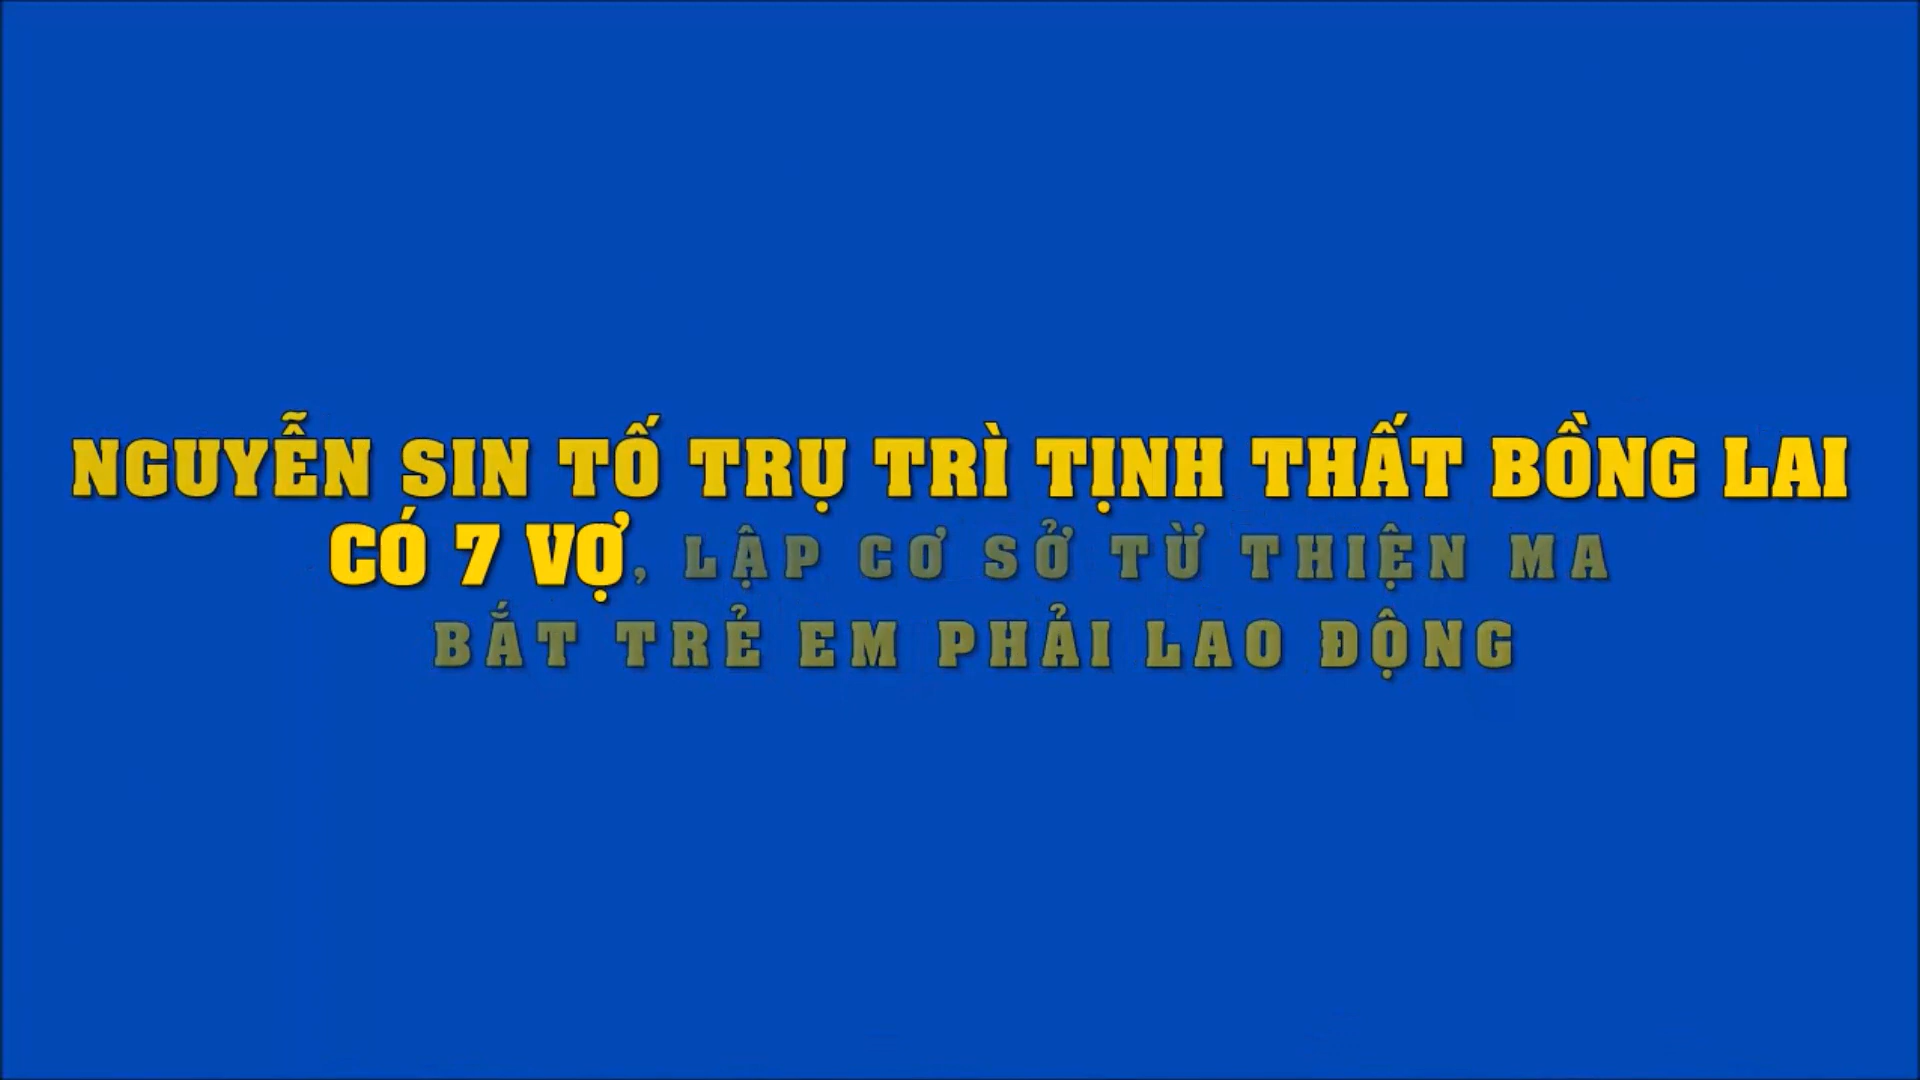 NGUYỄN SIN TỐ TRỤ TRÌ TỊNH THẤT BỒNG LAI
CÓ 7 VỢ, LẬP CƠ SỞ TỪ THIỆN MA
BẮT TRẺ EM PHẢI LAO ĐỘNG